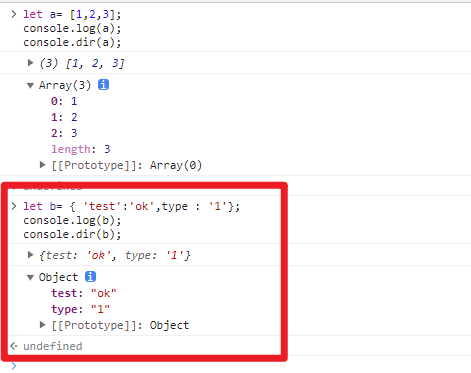 let a= [1,2,3];
console.log(a);
console.dir(a);
(3) [1, 2, 3]
Array(3) i
0: 1
1: 2
2: 3
length: 3
[[Prototype]]: Array(0)
undefined
let b= { 'test':'ok',type : '1'};
console.log(b);
console.dir(b);
{test: 'ok', type: '1'}
Object i
test: "ok"
type: "1"
[[Prototype]]: Object
undefined